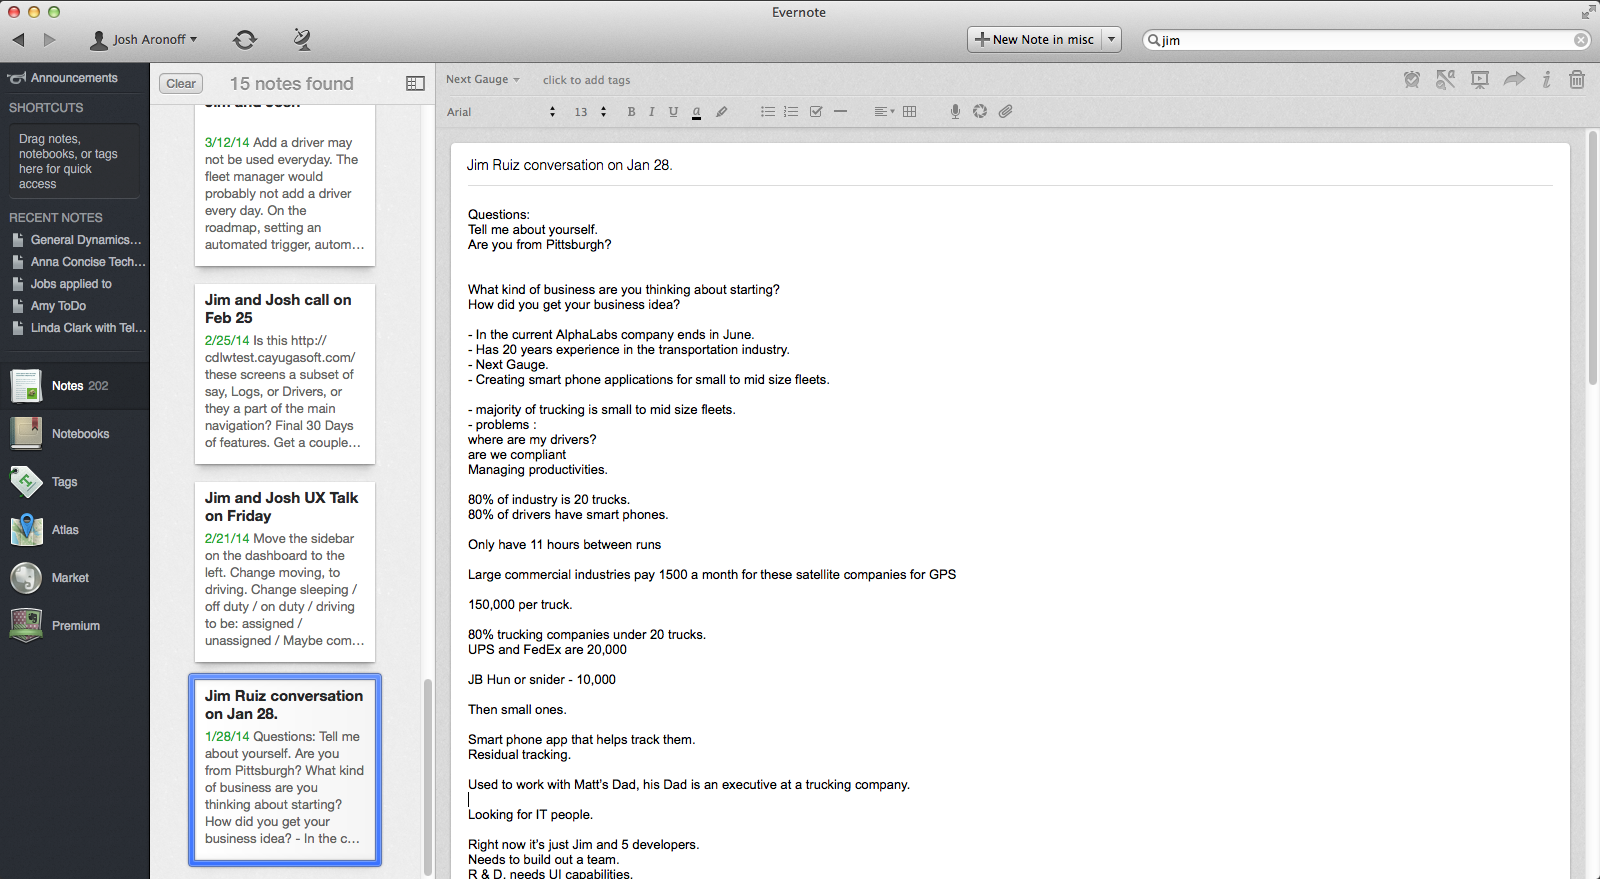 Evernote
Josh Aronoff
New Note in misc
jim
Announcements
SHORTCUTS
Drag notes,
notebooks, or tags
here for quick
access
RECENT NOTES
General Dynamics...
Anna Concise Tech...
Jobs applied to
Amy ToDo
Linda Clark with Tel...
Notes 202
Notebooks
Tags
Atlas
Market
Premium
Clear
15 notes found
Jim and Josh
3/12/14 Add a driver may
not be used everyday. The
fleet manager would
probably not add a driver
every day. On the
roadmap, setting an
automated trigger, autom...
Jim and Josh call on
Feb 25
2/25/14 Is this http://
cdlwtest.cayugasoft.com/
these screens a subset of
say, Logs, or Drivers, or
they a part of the main
navigation? Final 30 Days
of features. Get a couple...
Jim and Josh UX Talk
on Friday
2/21/14 Move the sidebar
on the dashboard to the
left. Change moving, to
driving. Change sleeping /
off duty / on duty / driving
to be: assigned /
unassigned / Maybe com...
Jim Ruiz conversation
on Jan 28.
1/28/14 Questions: Tell me
about yourself. Are you
from Pittsburgh? What kind
of business are you
thinking about starting?
How did you get your
business idea? - In the c...
Next Gauge
click to add tags
Arial
13
B I U a
Jim Ruiz conversation on Jan 28.
Questions:
Tell me about yourself.
Are you from Pittsburgh?
What kind of business are you thinking about starting?
How did you get your business idea?
- In the current AlphaLabs company ends in June.
- Has 20 years experience in the transportation industry.
- Next Gauge.
- Creating smart phone applications for small to mid size fleets.
- majority of trucking is small to mid size fleets.
- problems :
where are my drivers?
are we compliant
Managing productivities.
80% of industry is 20 trucks.
80% of drivers have smart phones.
Only have 11 hours between runs
Large commercial industries pay 1500 a month for these satellite companies for GPS
150,000 per truck.
80% trucking companies under 20 trucks.
UPS and FedEx are 20,000
JB Hun or snider - 10,000
Then small ones.
Smart phone app that helps track them.
Residual tracking.
Used to work with Matt's Dad, his Dad is an executive at a trucking company.
Looking for IT people.
Right now it's just Jim and 5 developers.
Needs to build out a team.
R & D. needs UI capabilities.